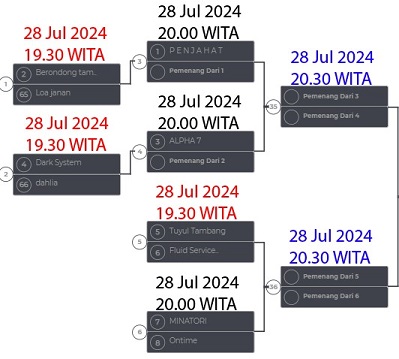 28 Jul 2024
19.30 WITA
1
2 Berondong tam..
65 Loa janan
28 Jul 2024
20.00 WITA
3
1 P E N J A H A T
Pemenang Dari 1
28 Jul 2024
20.30 WITA
35
Pemenang Dari 3
Pemenang Dari 4
28 Jul 2024
19.30 WITA
2
4 Dark System
66 dahlia
28 Jul 2024
20.00 WITA
4
3 ALPHA 7
Pemenang Dari 2
28 Jul 2024
19.30 WITA
5
5 Tuyul Tambang
6 Fluid Service..
28 Jul 2024
20.30 WITA
36
Pemenang Dari 5
Pemenang Dari 6
28 Jul 2024
20.00 WITA
6
7 MINATORI
8 Ontime